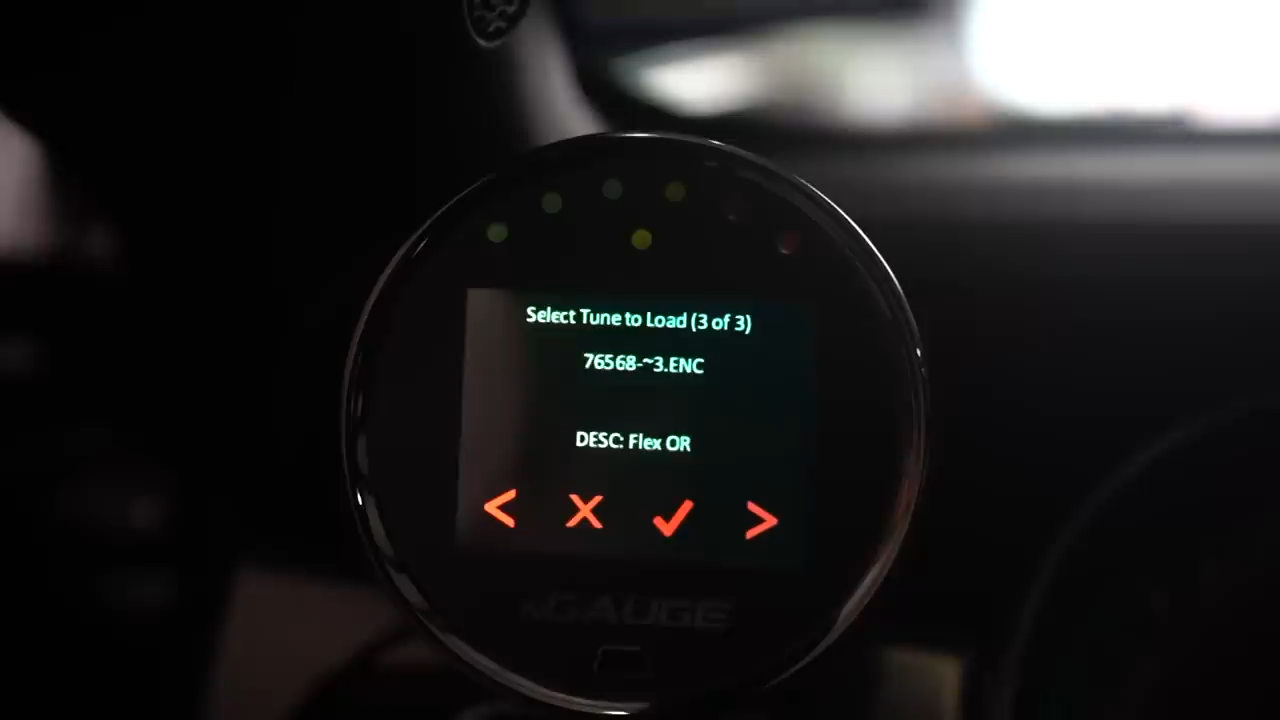 Select Tune to Load (3 of 3)
76568-~3.ENC
DESC: Flex OR
< X ✓ >
nGAUGE